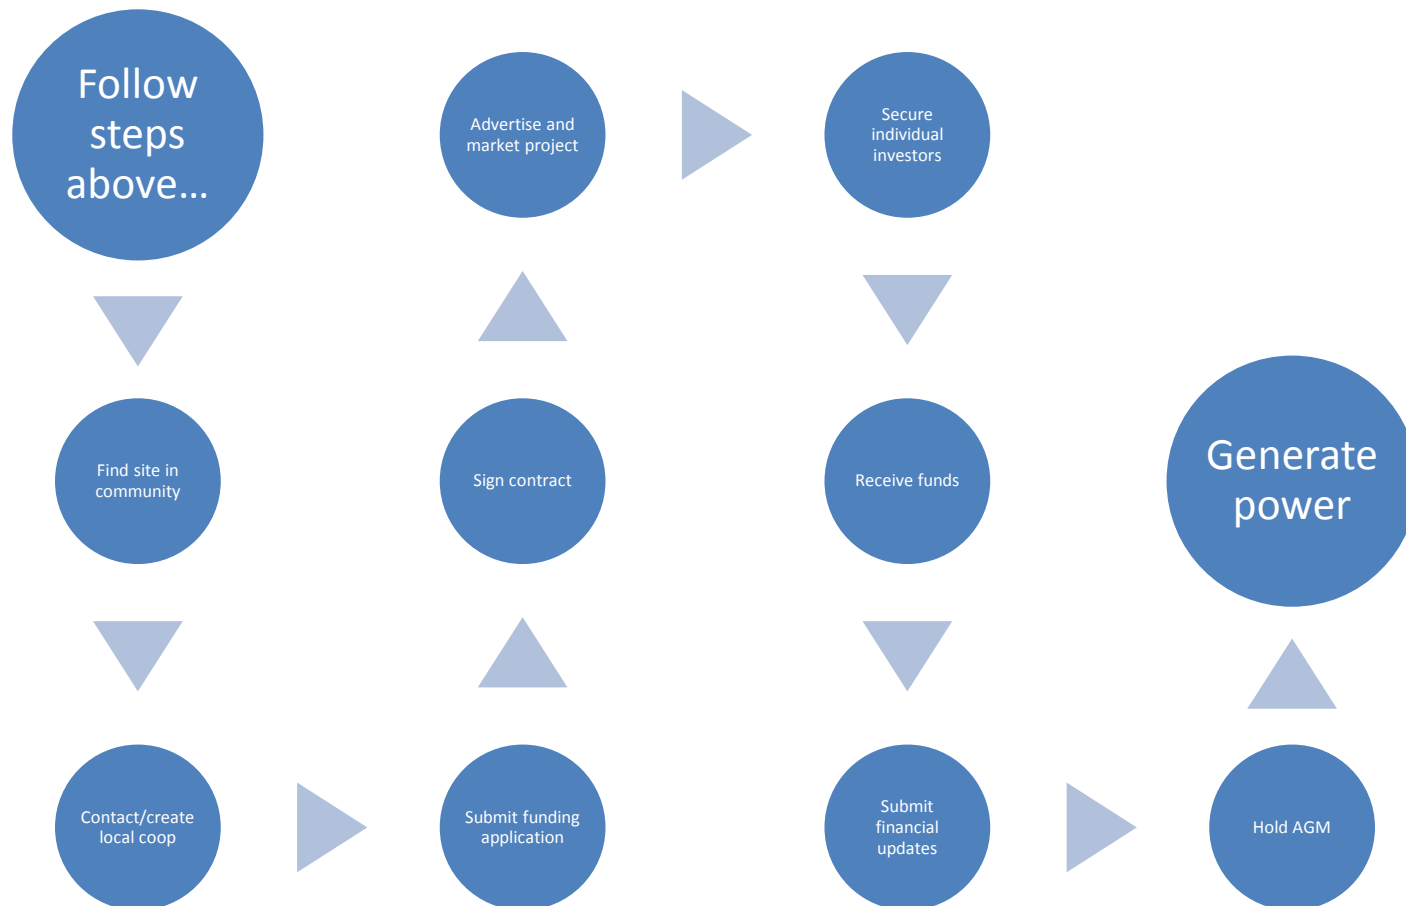 Follow
steps
above...
Find site in
community
Contact/create
local coop
Submit funding
application
Sign contract
Advertise and
market project
Secure
individual
investors
Receive funds
Submit
financial
updates
Hold AGM
Generate
power